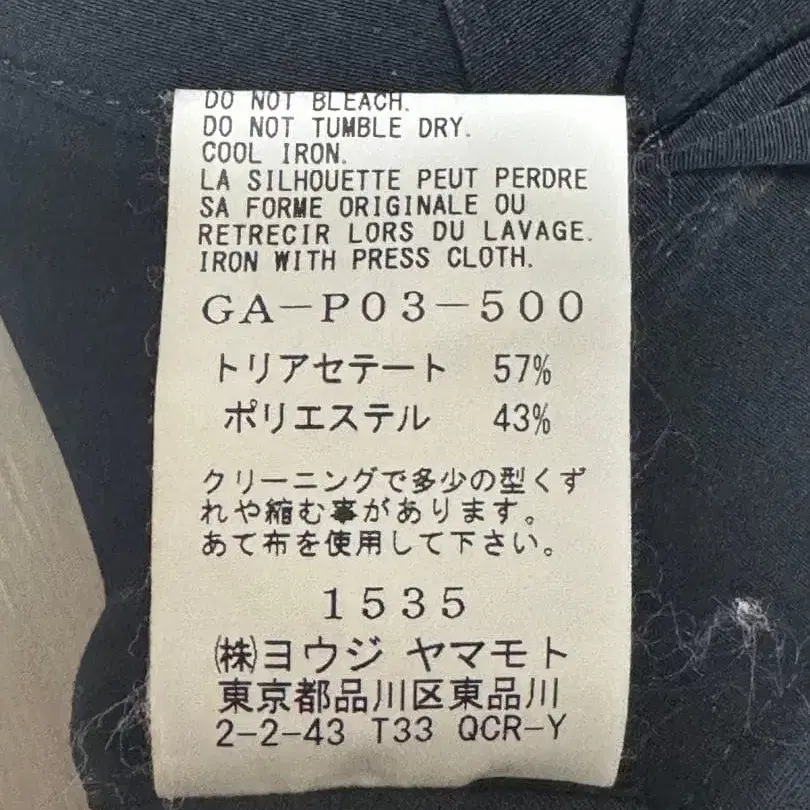 DO NOT BLEACH.
DO NOT TUMBLE DRY.
COOL IRON.
LA SILHOUETTE PEUT PERDRE
SA FORME ORIGINALE OU
RETRECIR LORS DU LAVAGE.
IRON WITH PRESS CLOTH.
GA-P03-500
トリアセテート 57%
ポリエステル 43%
クリーニングで多少の型くず
れや縮む事があります。
あて布を使用して下さい。
1535
㈱ヨウジ ヤマモト
東京都品川区東品川
2-2-43 T33 QCR-Y